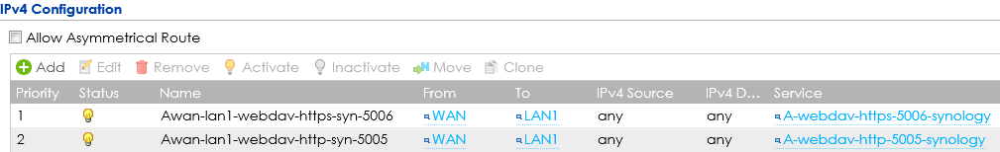 IPv4 Configuration
Allow Asymmetrical Route
Add Edit Remove Activate Inactivate Move Clone
Priority Status Name From To IPv4 Source IPv4 D... Service
1 Awan-lan1-webdav-https-syn-5006 WAN LAN1 any any A-webdav-https-5006-synology
2 Awan-lan1-webdav-http-syn-5005 WAN LAN1 any any A-webdav-http-5005-synology